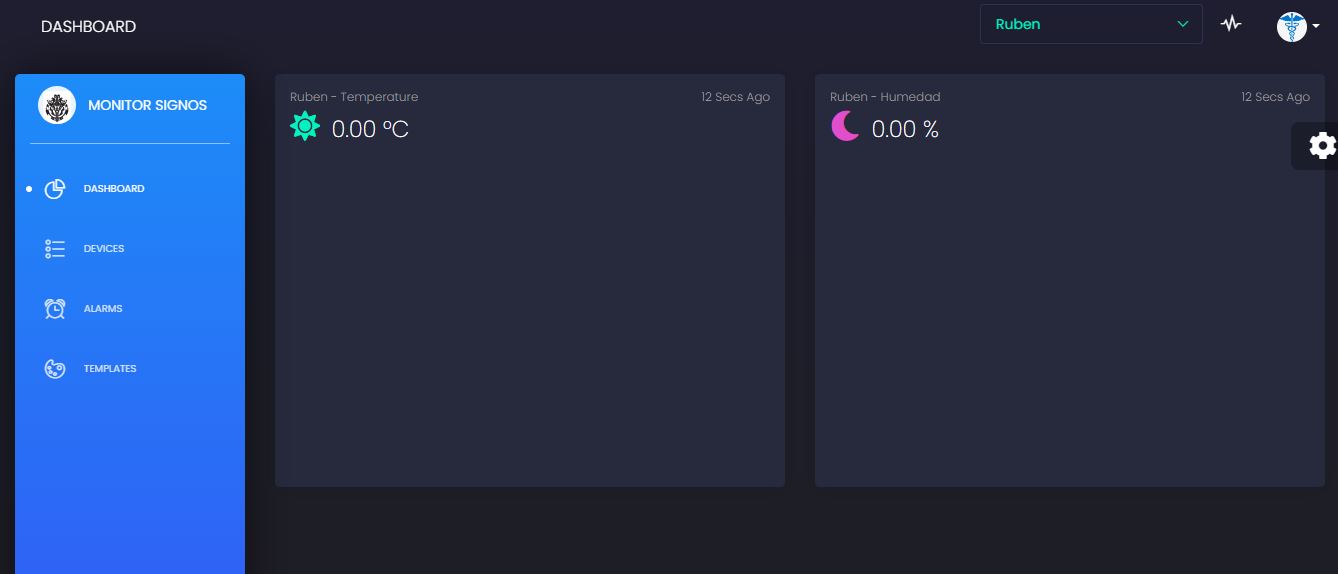 DASHBOARD
Ruben
MONITOR SIGNOS
DASHBOARD
DEVICES
ALARMS
TEMPLATES
Ruben - Temperature
12 Secs Ago
0.00 ºC
Ruben - Humedad
12 Secs Ago
0.00 %